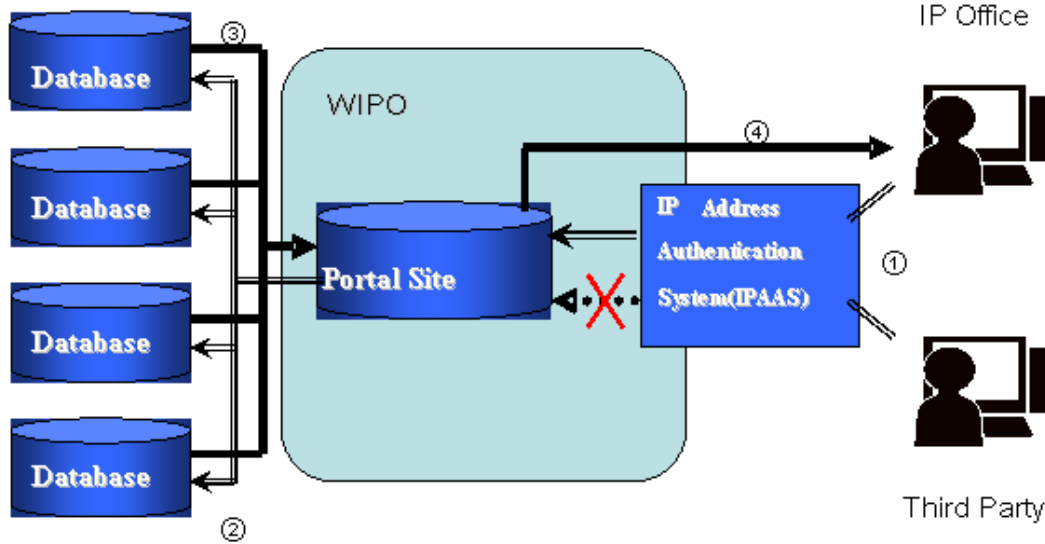 IP Office
③
Database
WIPO
④
Database
IP Address
Authentication
System(IPAAS)
①
Portal Site
Database
Database
Third Party
②